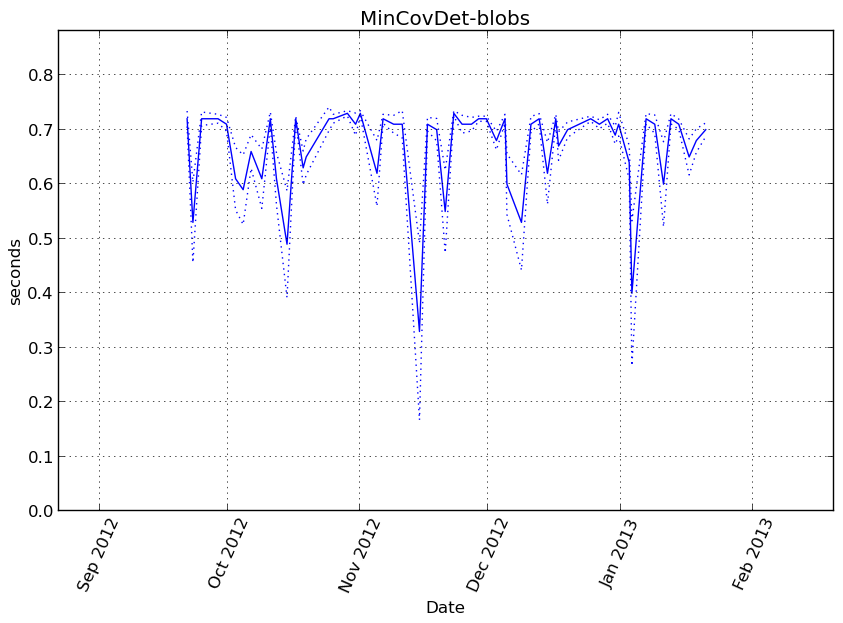 MinCovDet-blobs
0.8
0.7
0.6
0.5
0.4
0.3
0.2
0.1
0.0
seconds
Sep 2012
Oct 2012
Nov 2012
Dec 2012
Jan 2013
Feb 2013
Date